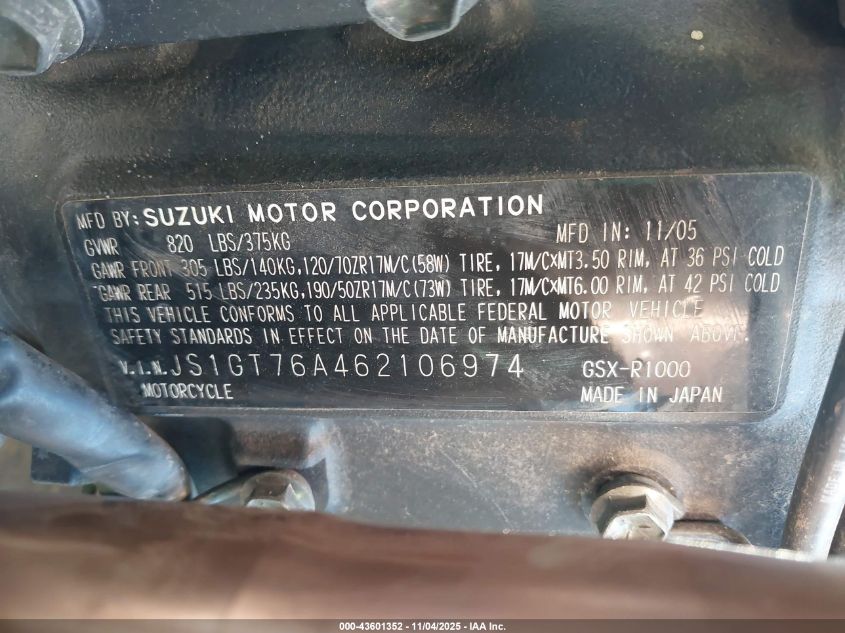 MFD BY: SUZUKI MOTOR CORPORATION
GVWR 820 LBS/375KG MFD IN: 11/05
GAWR FRONT 305 LBS/140KG,120/70ZR17M/C(58W) TIRE, 17M/CXMT3.50 RIM, AT 36 PSI COLD
GAWR REAR 515 LBS/235KG,190/50ZR17M/C(73W) TIRE, 17M/CXMT6.00 RIM, AT 42 PSI COLD
THIS VEHICLE CONFORMS TO ALL APPLICABLE FEDERAL MOTOR VEHICLE
SAFETY STANDARDS IN EFFECT ON THE DATE OF MANUFACTURE SHOWN ABOVE.
V.I.N. JS1GT76A462106974 GSX-R1000
MOTORCYCLE MADE IN JAPAN
000-43601352 - 11/04/2025 - IAA Inc.